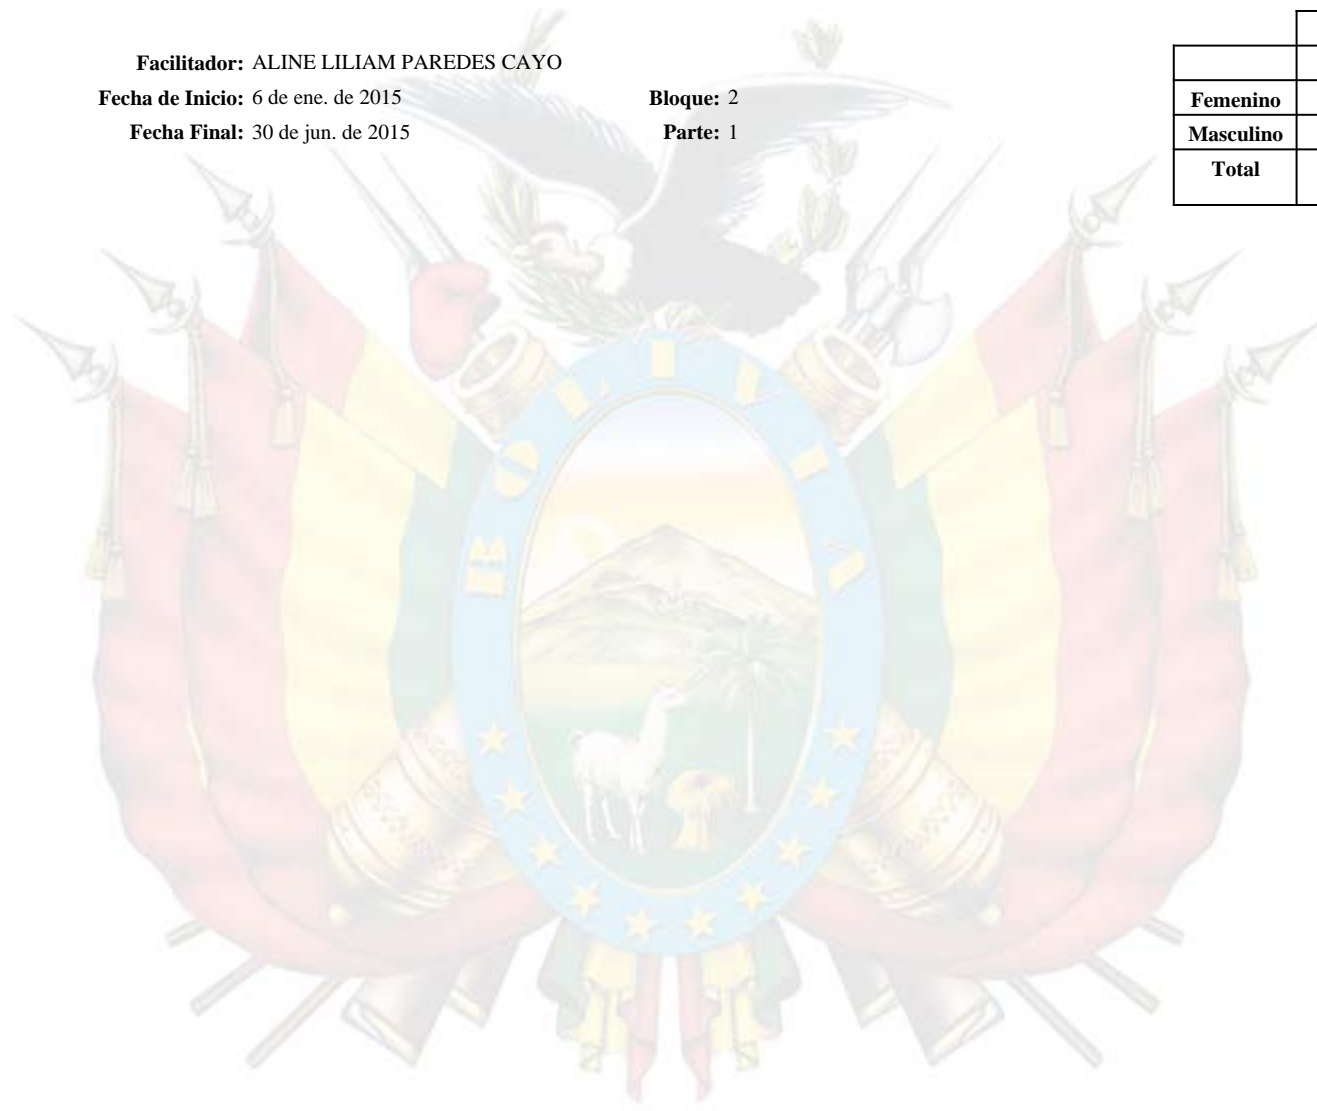 Facilitador: ALINE LILIAM PAREDES CAYO
Fecha de Inicio: 6 de ene. de 2015 Bloque: 2
Fecha Final: 30 de jun. de 2015 Parte: 1
Femenino
Masculino
Total
BOLIVIA